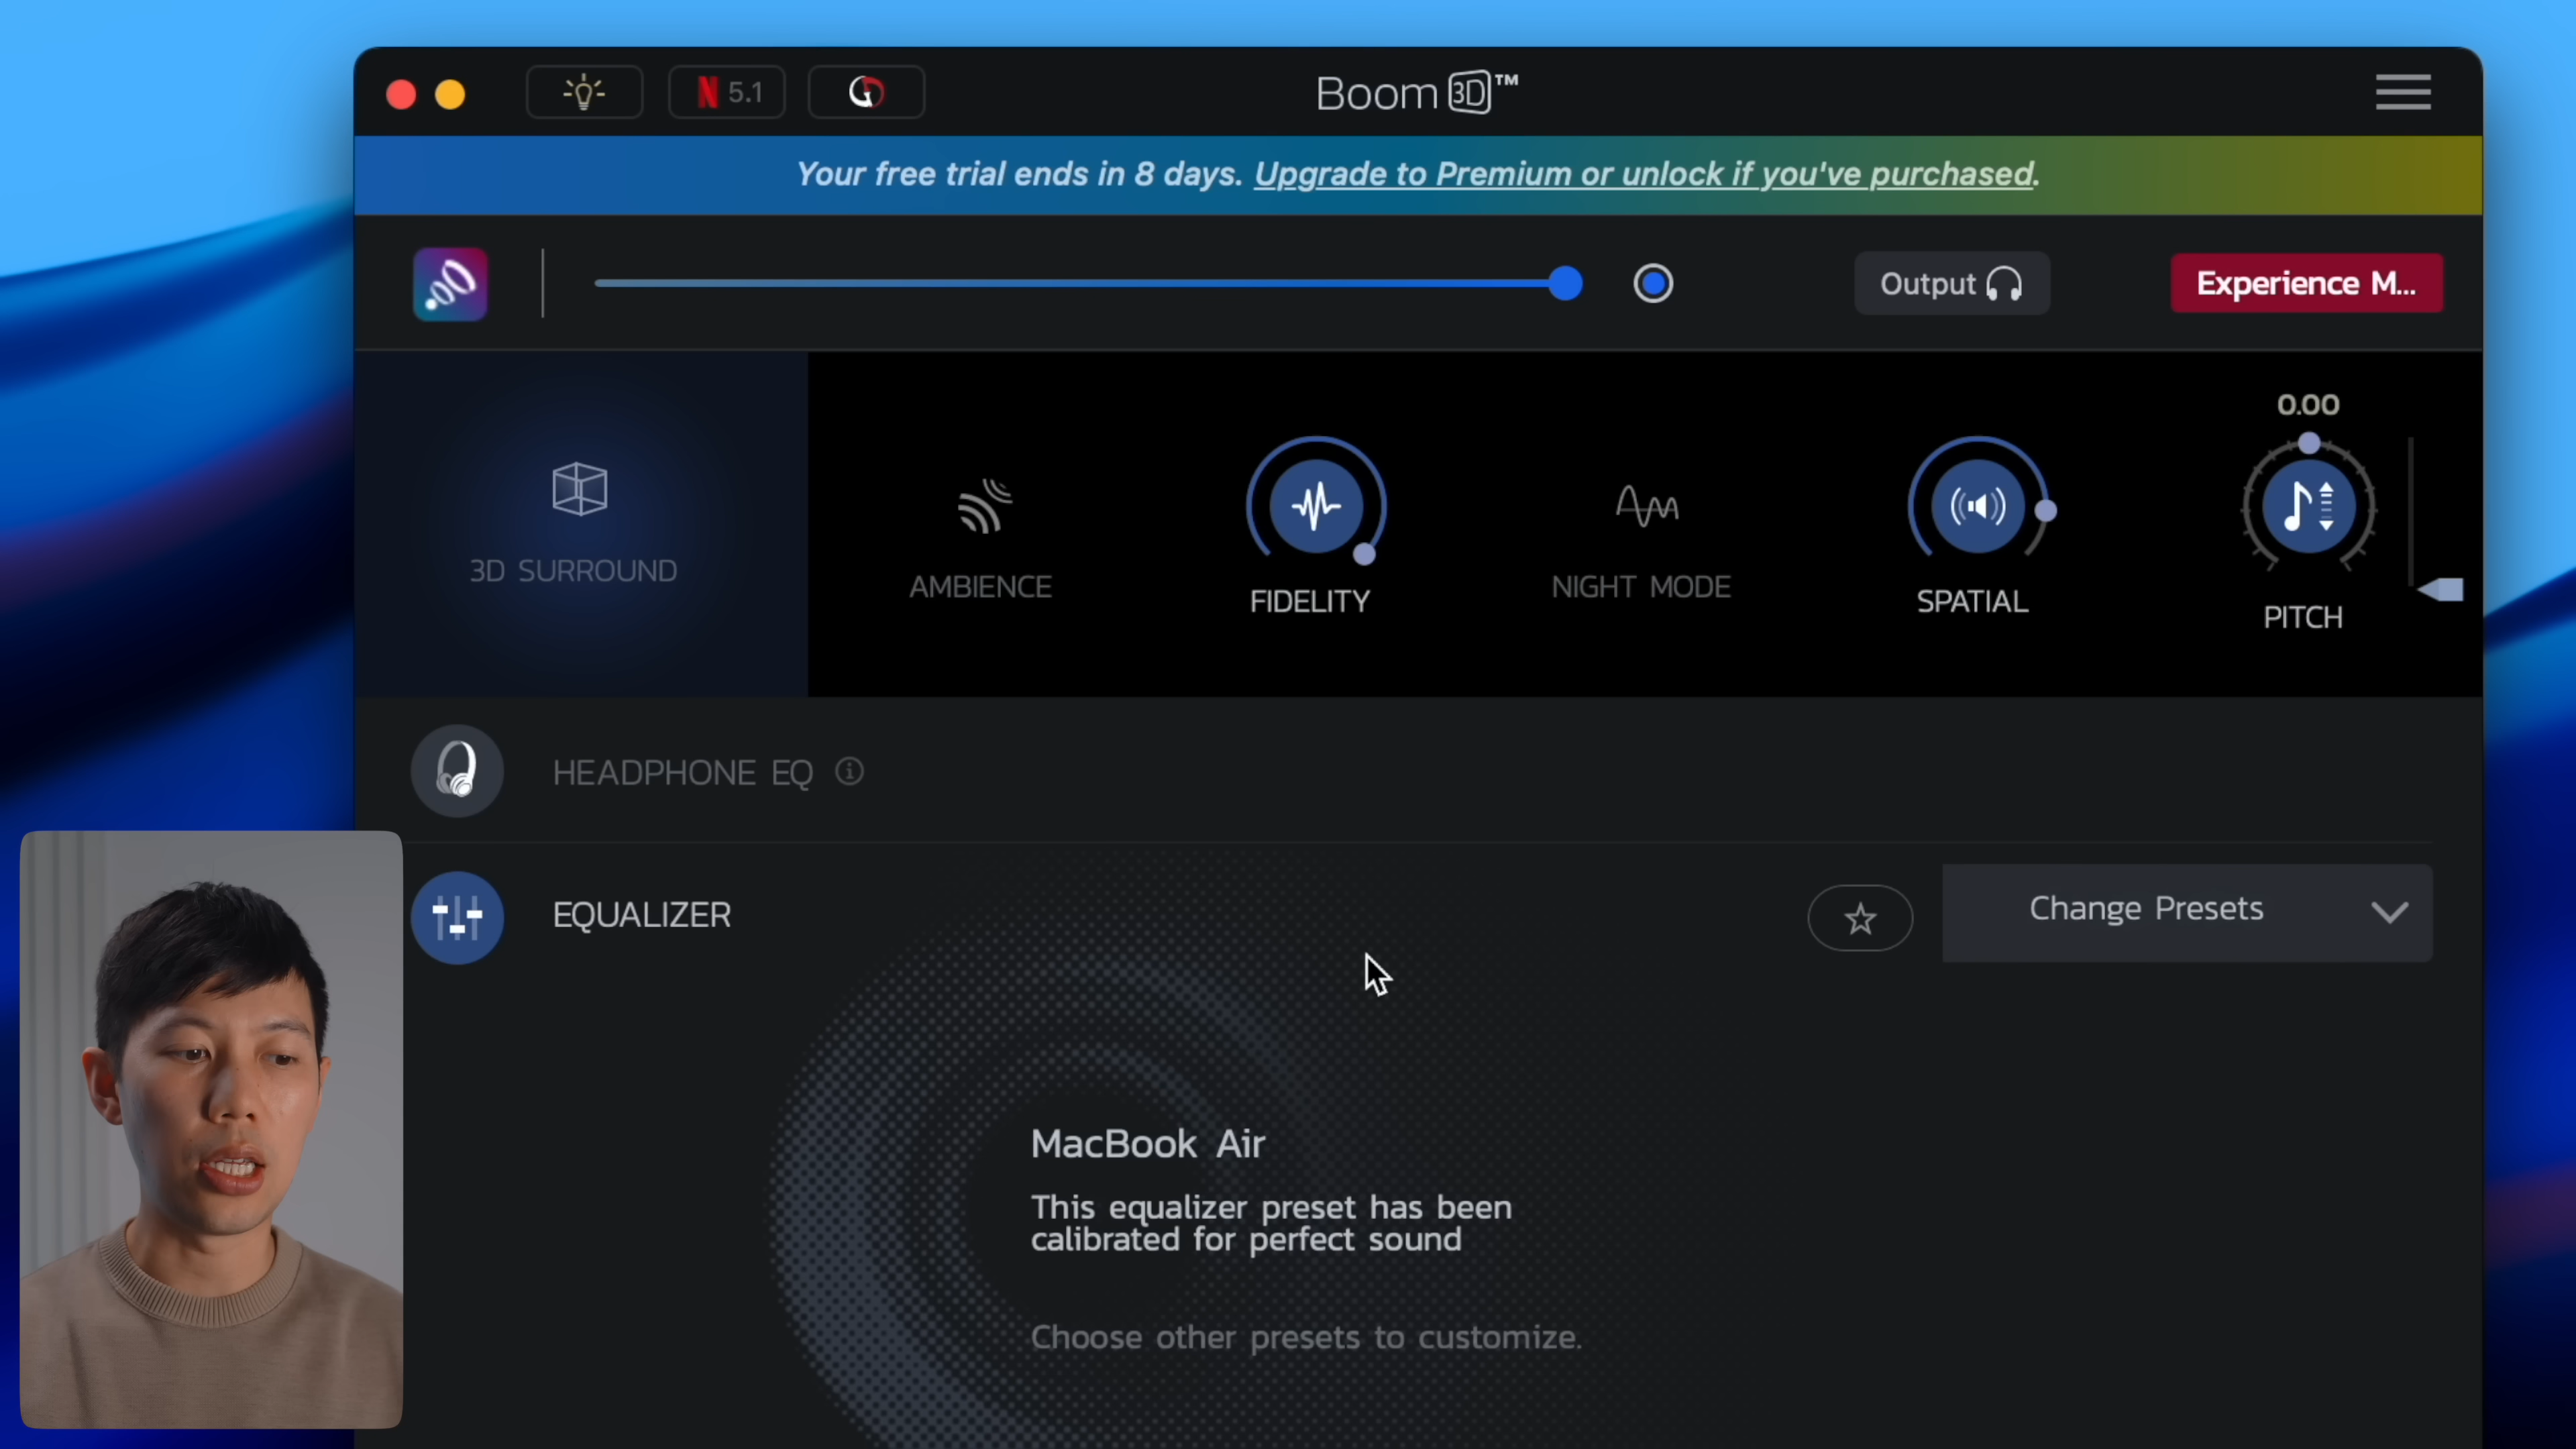 N 5.1
Boom 3D™
Your free trial ends in 8 days. Upgrade to Premium or unlock if you've purchased.
Output
Experience M...
3D SURROUND
AMBIENCE
FIDELITY
NIGHT MODE
SPATIAL
0.00
PITCH
HEADPHONE EQ
EQUALIZER
Change Presets
MacBook Air
This equalizer preset has been
calibrated for perfect sound
Choose other presets to customize.